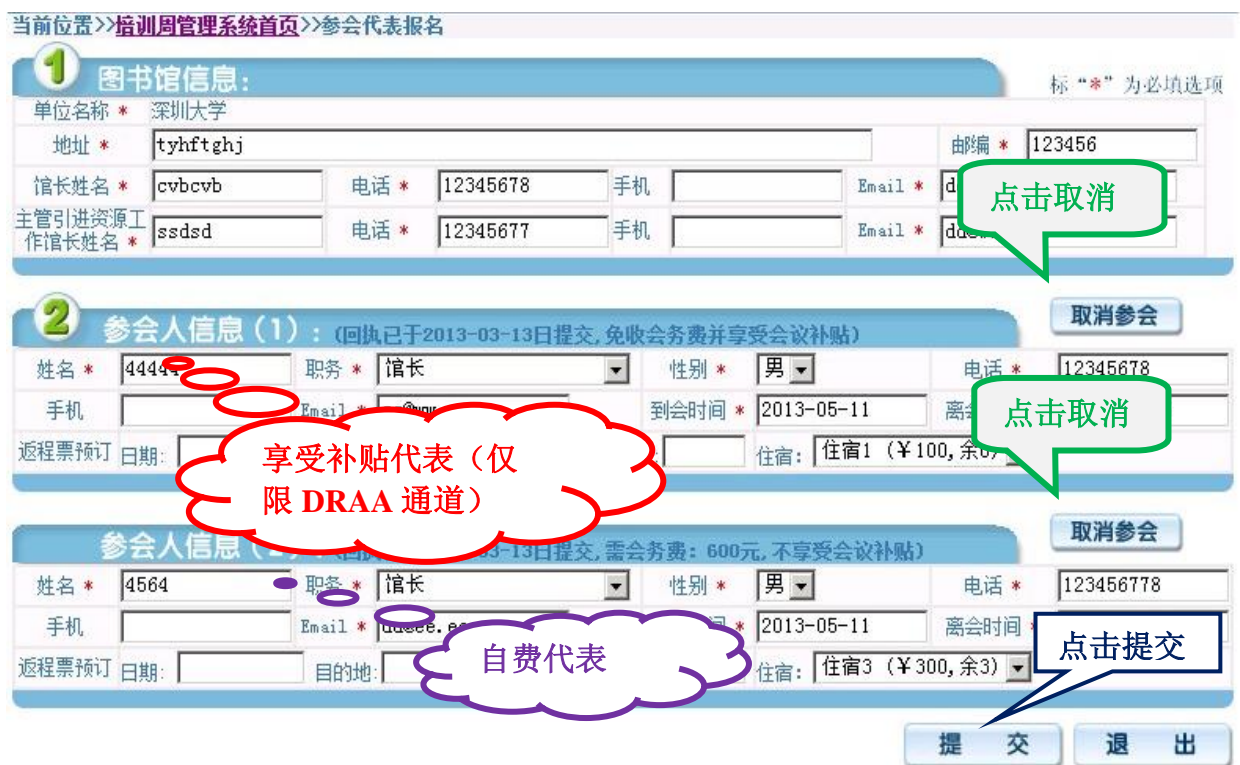 当前位置>>培训周管理系统首页>>参会代表报名
1 图书馆信息:
标“*”为必填选项
单位名称 * 深圳大学
地址 * tyhftghj 邮编 * 123456
馆长姓名 * cvbcvb 电话 * 12345678 手机 Email *
点击取消
主管引进资源工作馆长姓名 * ssdsd 电话 * 12345677 手机 Email *
取消参会
2 参会人信息(1):(回执已于2013-03-13日提交,免收会务费并享受会议补贴)
姓名 * 44444 职务 * 馆长 性别 * 男 电话 * 12345678
手机 Email * 到会时间 * 2013-05-11
点击取消
返程票预订 日期: 住宿: 住宿1 (¥100,余0)
享受补贴代表(仅
限 DRAA 通道)
取消参会
参会人信息 13日提交,需会务费:600元,不享受会议补贴)
姓名 * 4564 职务 * 馆长 性别 * 男 电话 * 123456778
手机 Email * 2013-05-11 离会时间
点击提交
返程票预订 日期: 目的地: 住宿: 住宿3 (¥300,余3)
自费代表
提 交 退 出